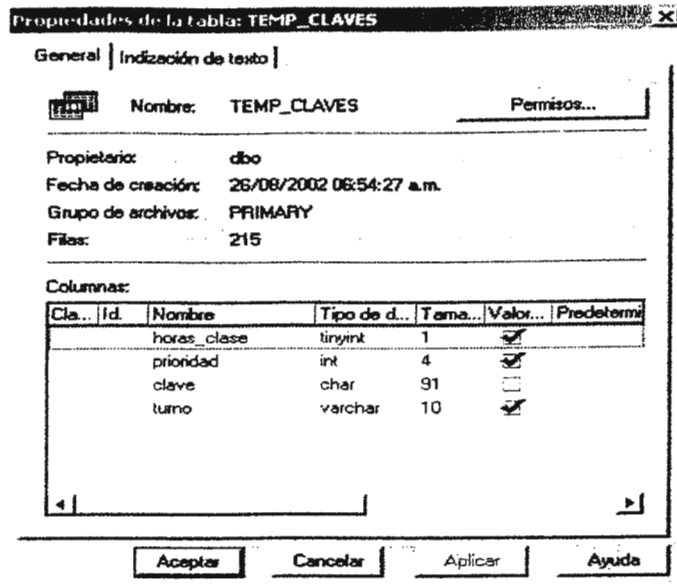 Propiedades de la tabla: TEMP_CLAVES
General Indización de texto
Nombre: TEMP_CLAVES Permisos...
Propietario: dbo
Fecha de creación: 26/08/2002 06:54:27 a.m.
Grupo de archivos: PRIMARY
Filas: 215
Columnas:
Cla... Id. Nombre Tipo de d... Tama... Valor... Predetermi
horas_clase tinyint 1
prioridad int 4
clave char 91
turno varchar 10
Aceptar Cancelar Aplicar Ayuda